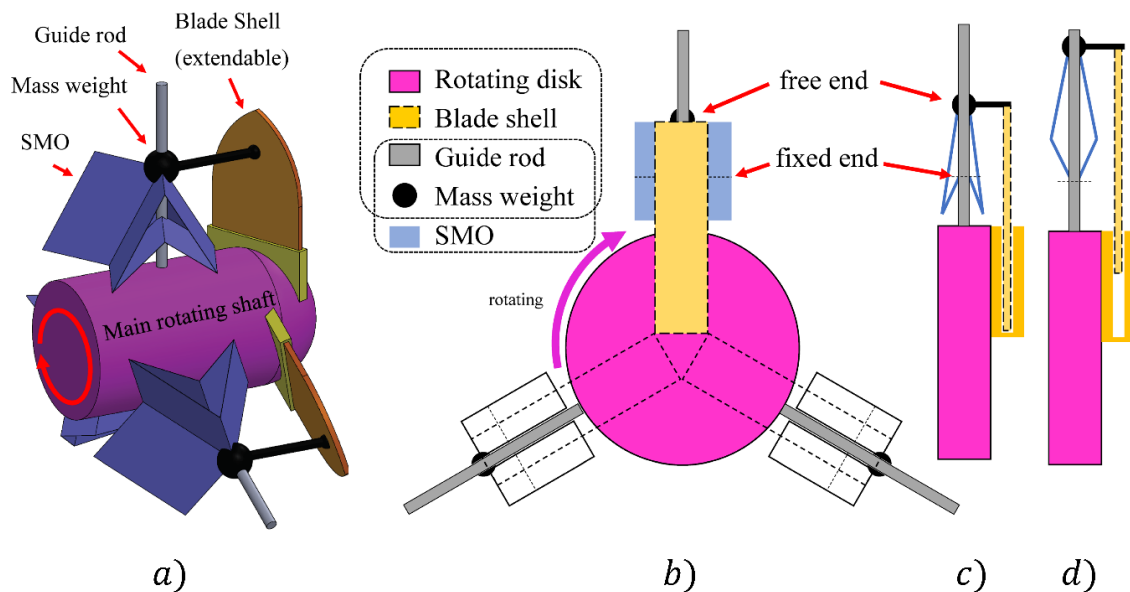 Guide rod
Mass weight
SMO
Blade Shell
(extendable)
Main rotating shaft
a)
Rotating disk
Blade shell
Guide rod
Mass weight
SMO
free end
fixed end
rotating
b)
c)
d)